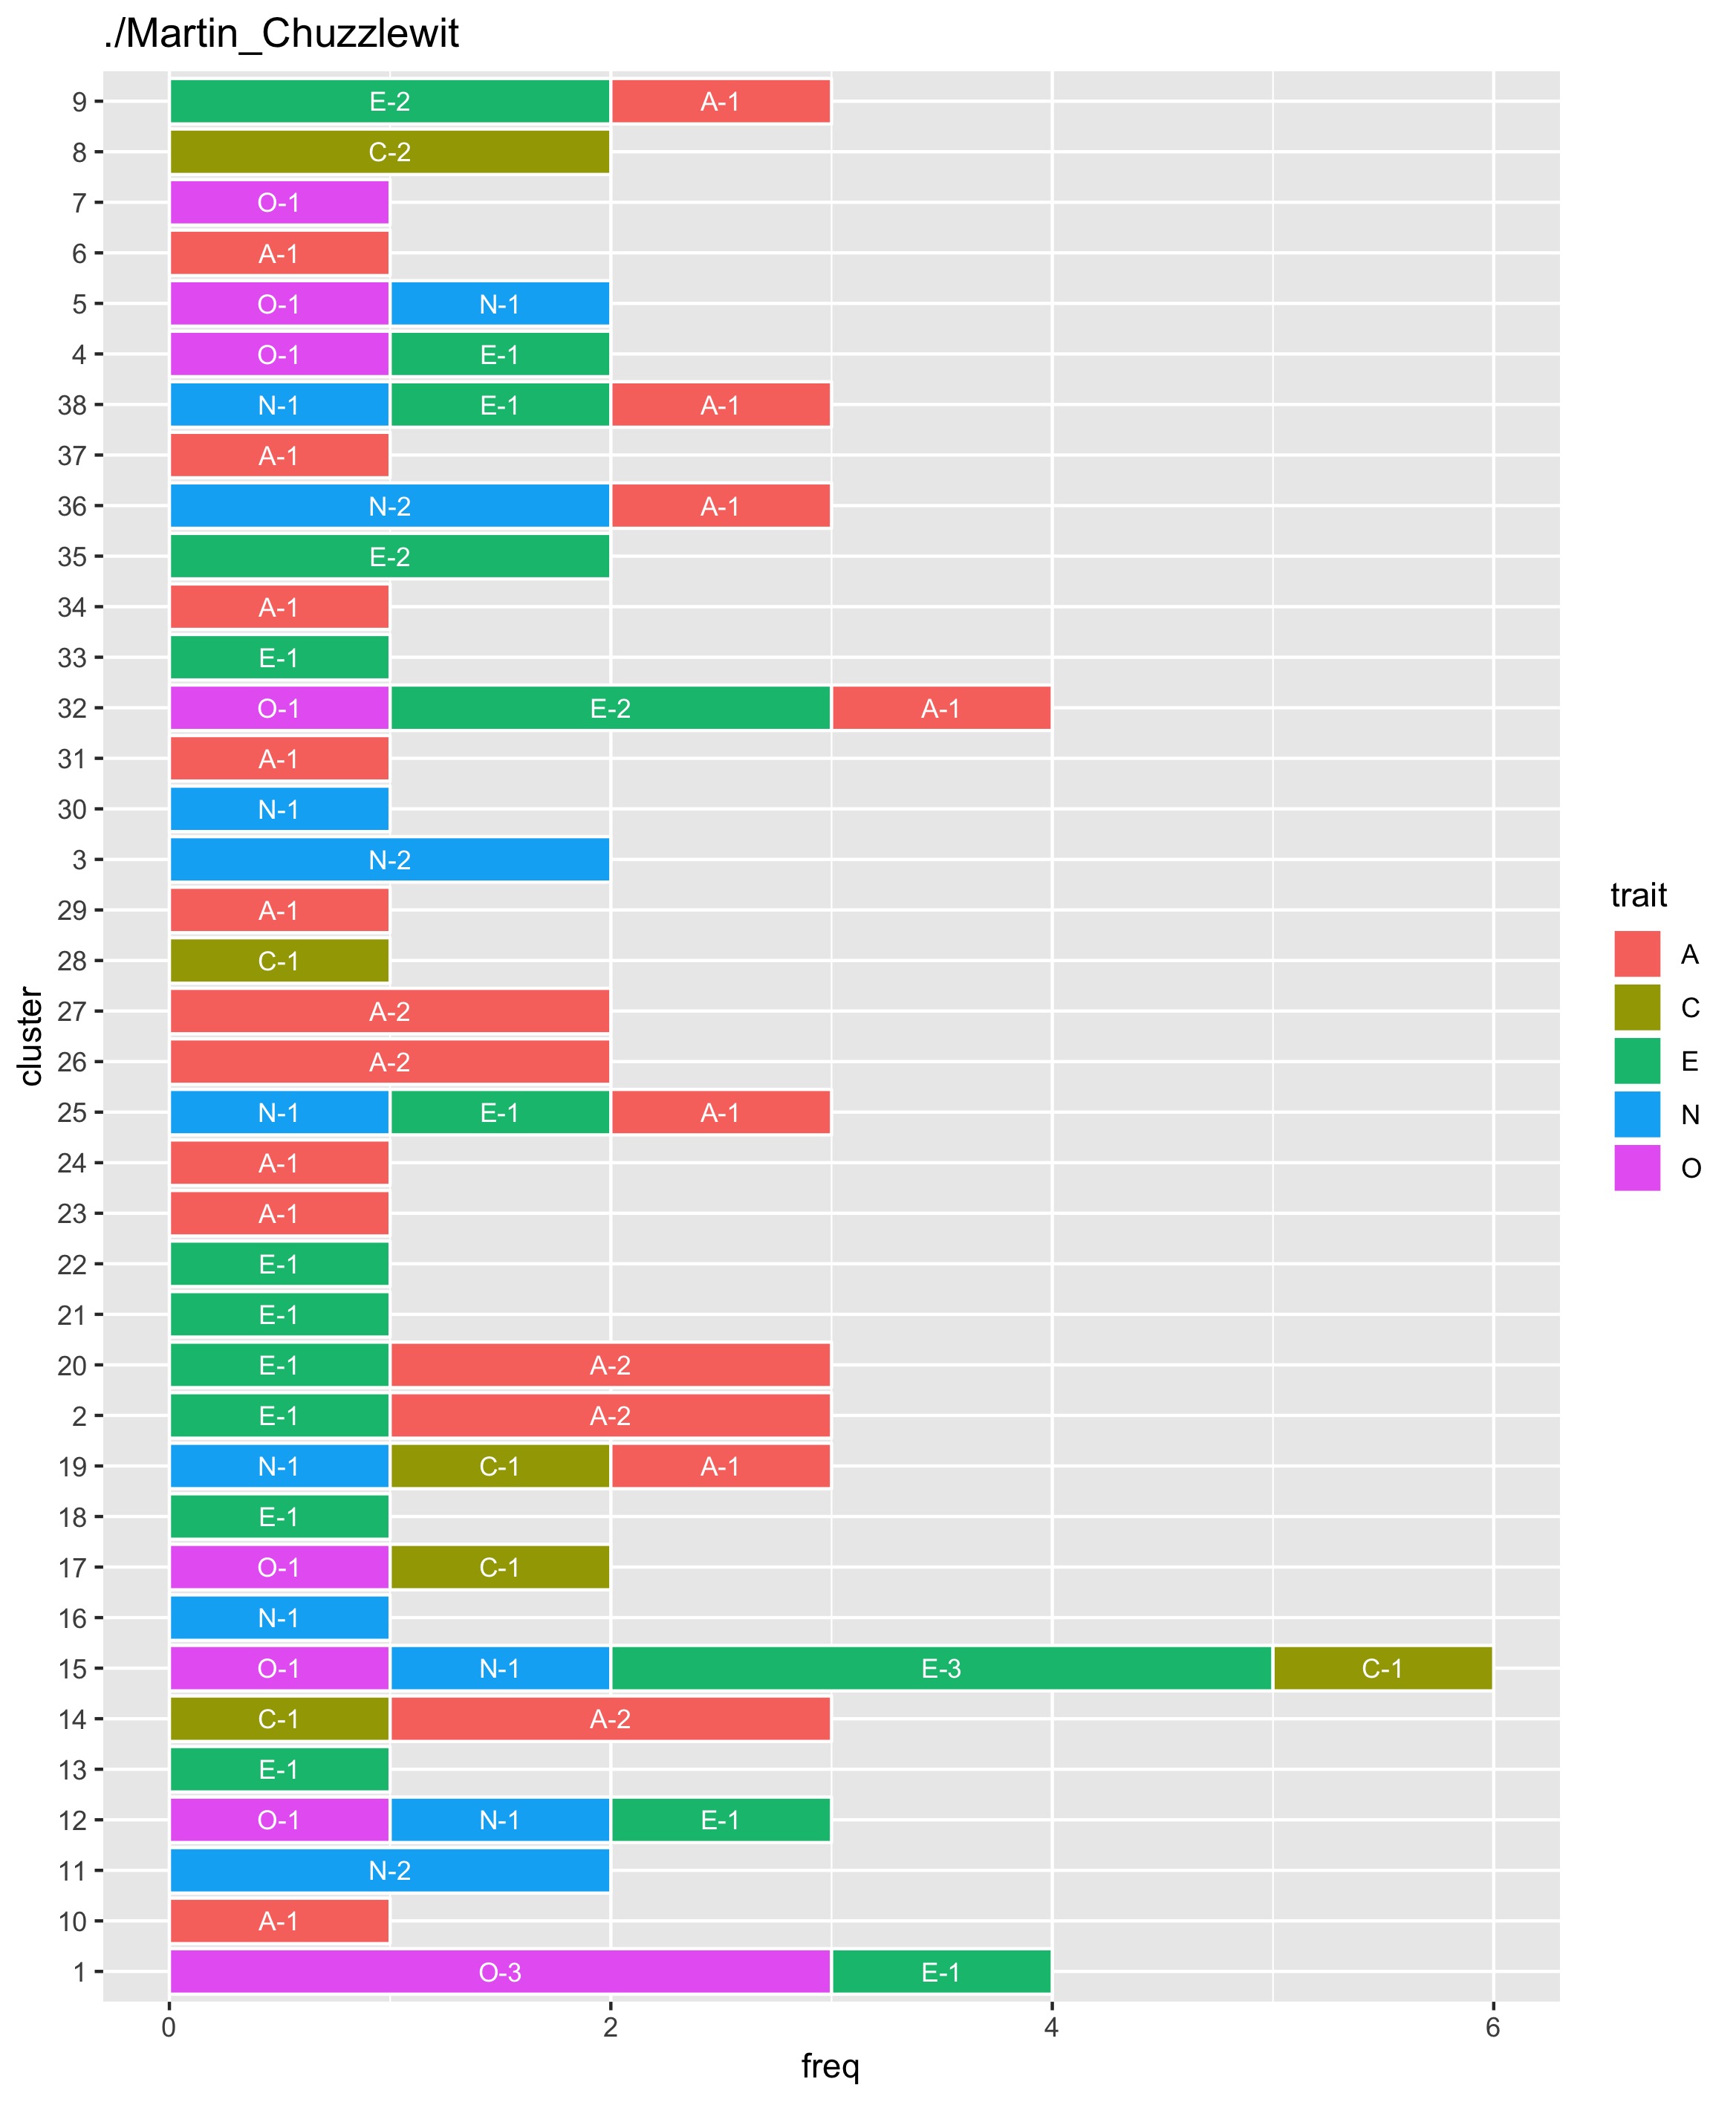 ./Martin_Chuzzlewit
9 E-2 A-1
8 C-2
7 O-1
6 A-1
5 O-1 N-1
4 O-1 E-1
38 N-1 E-1 A-1
37 A-1
36 N-2 A-1
35 E-2
34 A-1
33 E-1
32 O-1 E-2 A-1
31 A-1
30 N-1
3 N-2
29 A-1
28 C-1
27 A-2
26 A-2
25 N-1 E-1 A-1
24 A-1
23 A-1
22 E-1
21 E-1
20 E-1 A-2
2 E-1 A-2
19 N-1 C-1 A-1
18 E-1
17 O-1 C-1
16 N-1
15 O-1 N-1 E-3 C-1
14 C-1 A-2
13 E-1
12 O-1 N-1 E-1
11 N-2
10 A-1
1 O-3 E-1
0 2 4 6
freq
cluster
trait
A
C
E
N
O